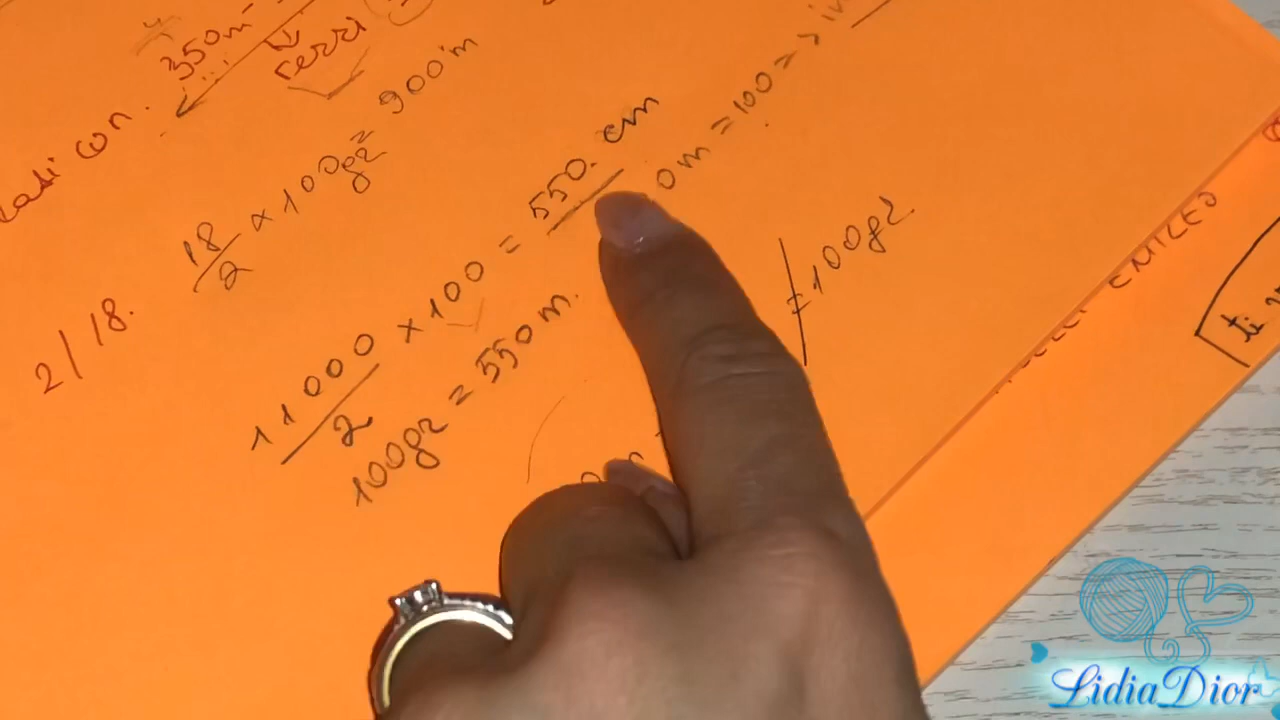 con. 350m
ferri
2/18.
18/2 x 100gr = 900m
11000/2 x 100 = 550. cm
0m = 100 =>
100gr = 550m.
= 100gr.
ti
LidiaDior